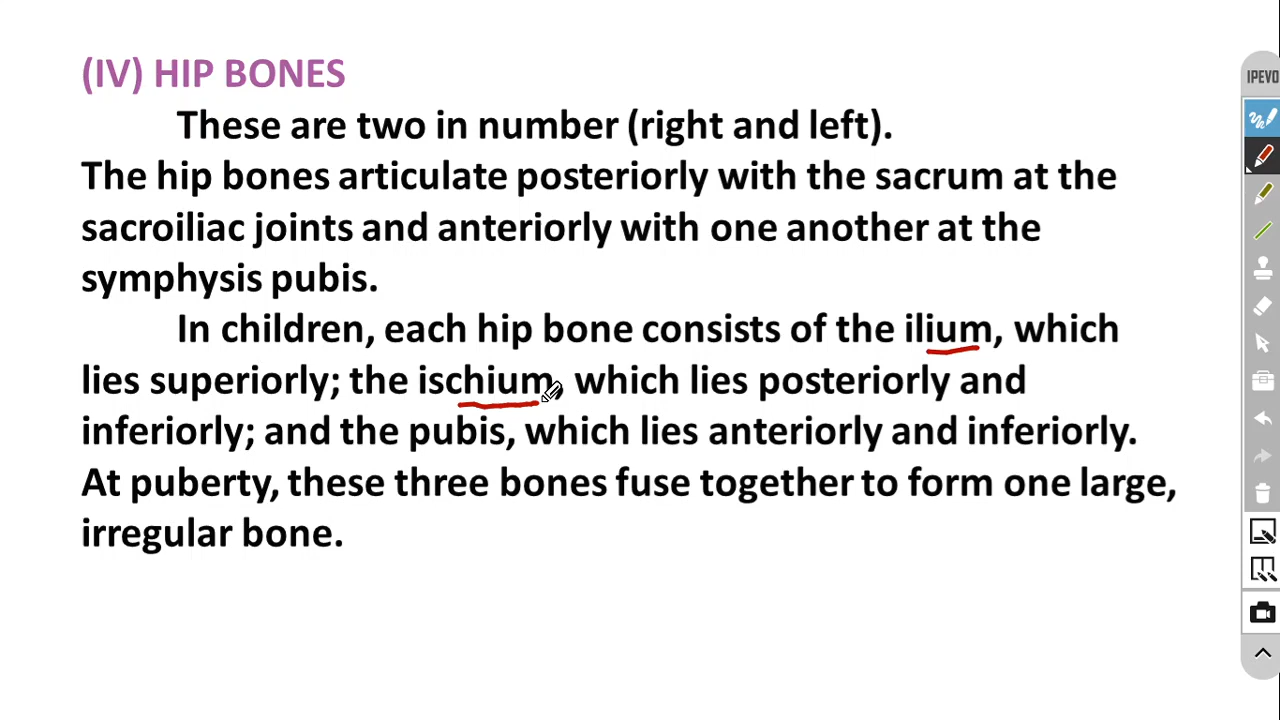 (IV) HIP BONES
These are two in number (right and left).
The hip bones articulate posteriorly with the sacrum at the
sacroiliac joints and anteriorly with one another at the
symphysis pubis.
In children, each hip bone consists of the ilium, which
lies superiorly; the ischium, which lies posteriorly and
inferiorly; and the pubis, which lies anteriorly and inferiorly.
At puberty, these three bones fuse together to form one large,
irregular bone.
IPEVO